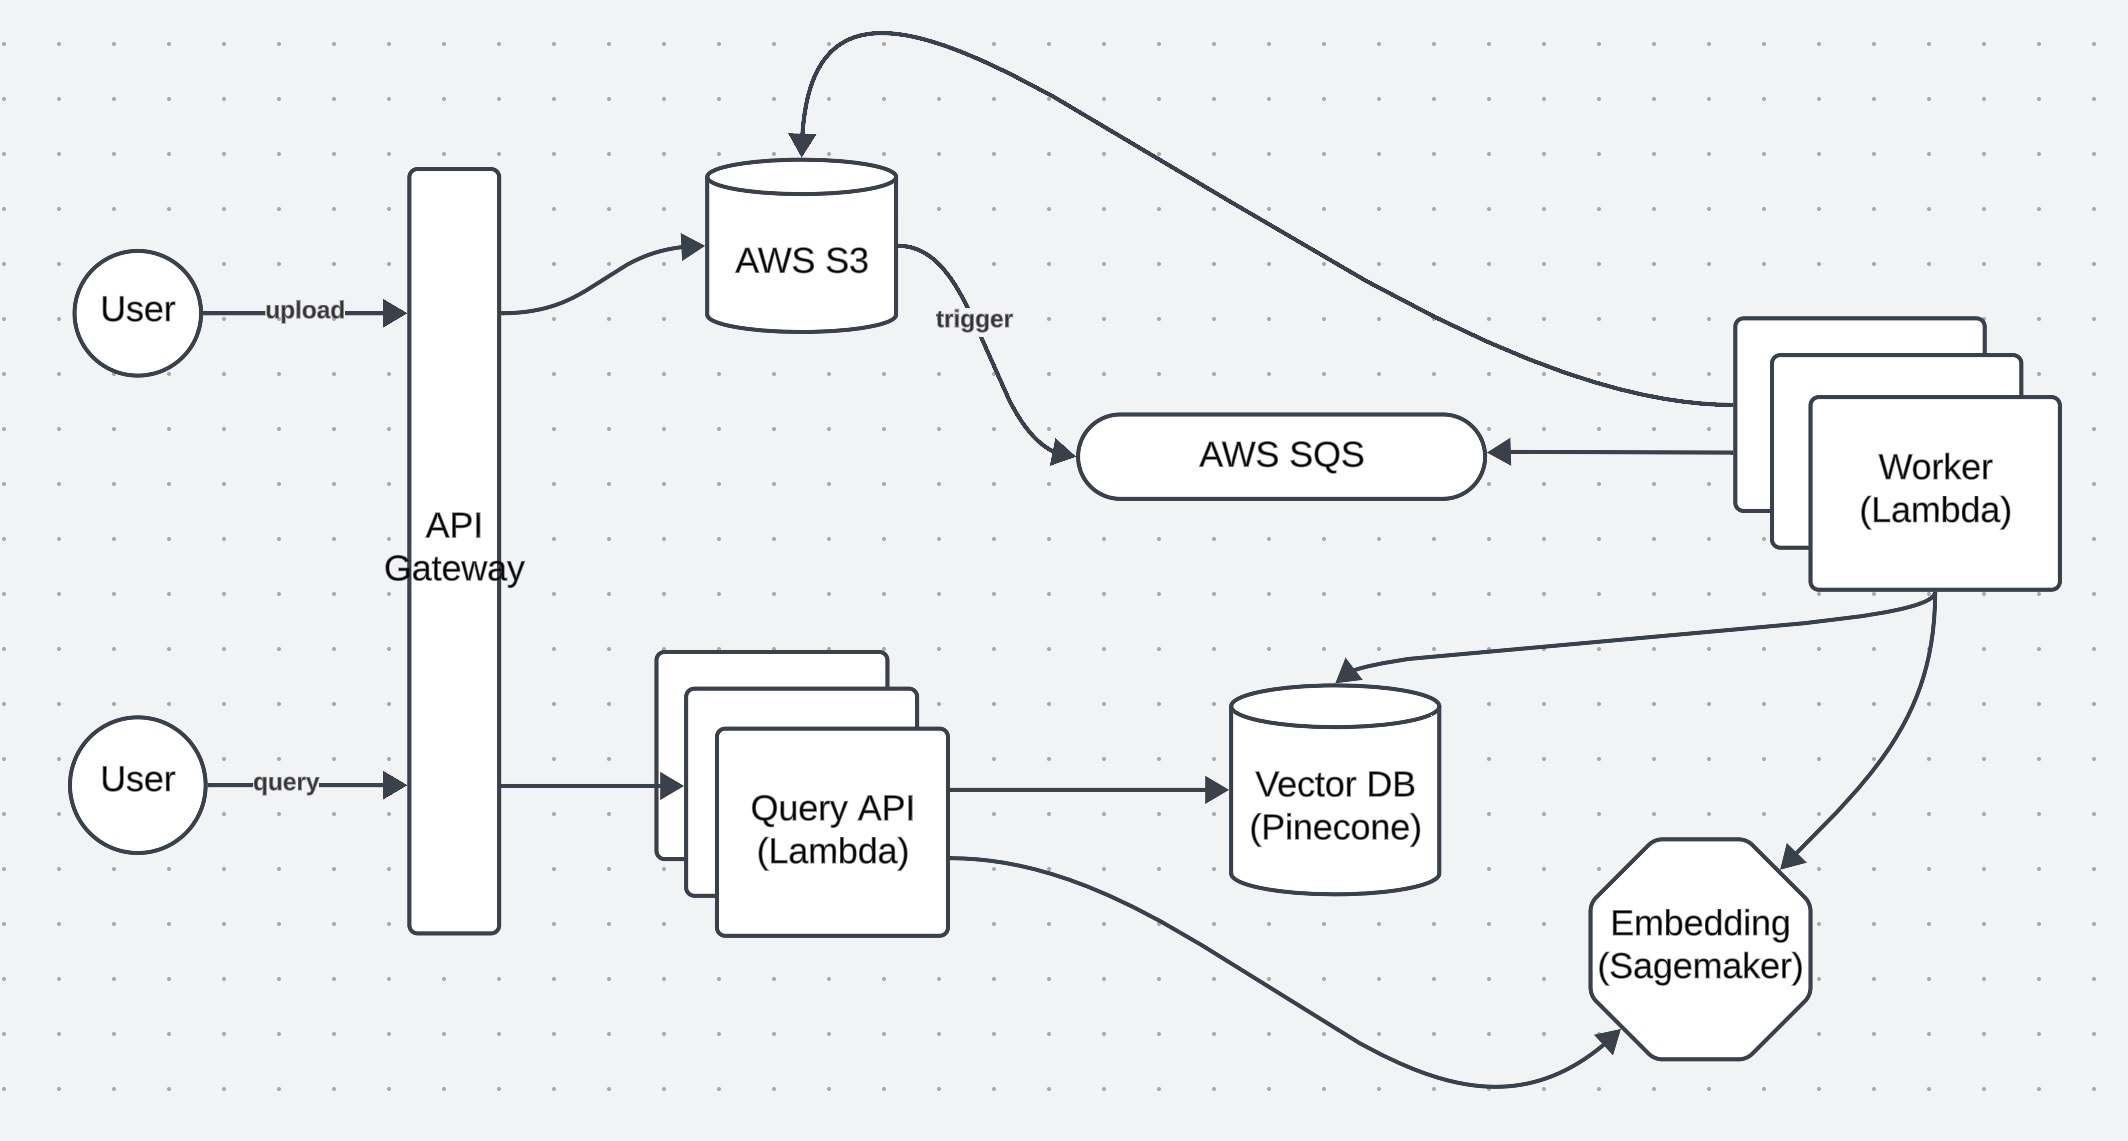 AWS S3
User
upload
trigger
AWS SQS
Worker
(Lambda)
API
Gateway
User
query
Query API
(Lambda)
Vector DB
(Pinecone)
Embedding
(Sagemaker)